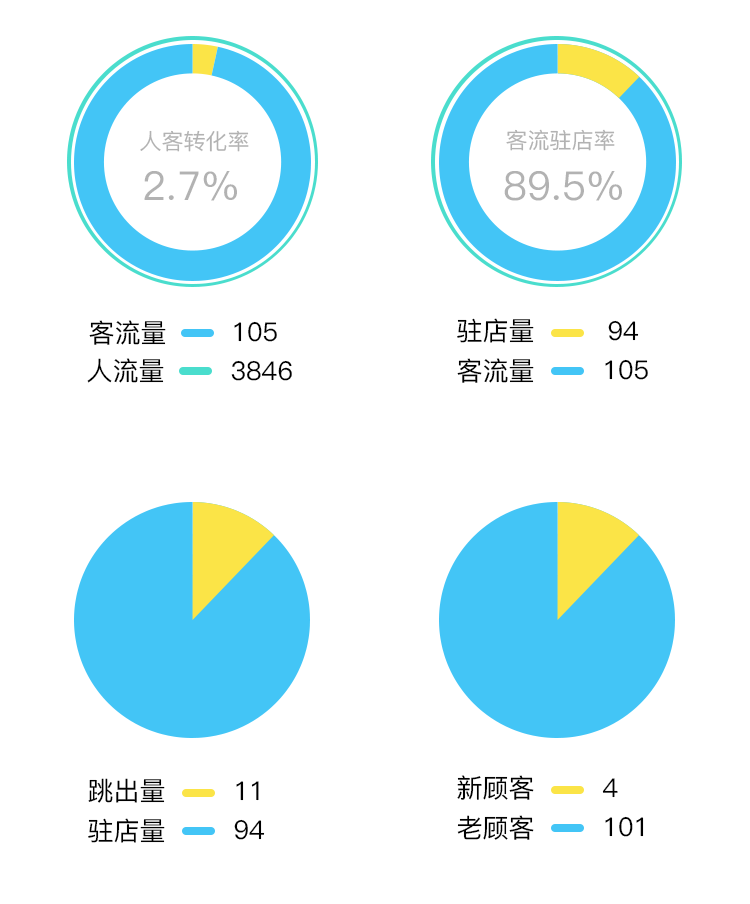 人客转化率
2.7%
客流量 105
人流量 3846
客流驻店率
89.5%
驻店量 94
客流量 105
跳出量 11
驻店量 94
新顾客 4
老顾客 101